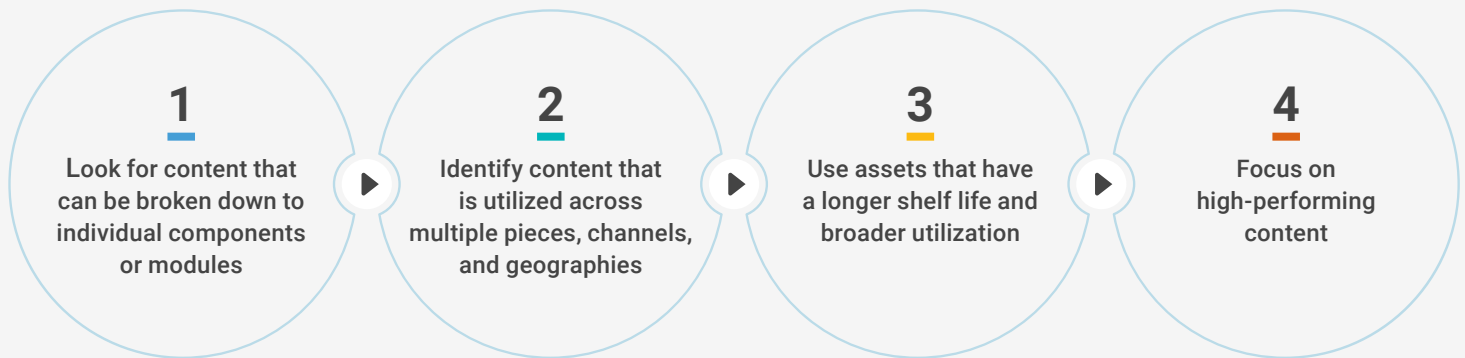 1
Look for content that
can be broken down to
individual components
or modules
2
Identify content that
is utilized across
multiple pieces, channels,
and geographies
3
Use assets that have
a longer shelf life and
broader utilization
4
Focus on
high-performing
content